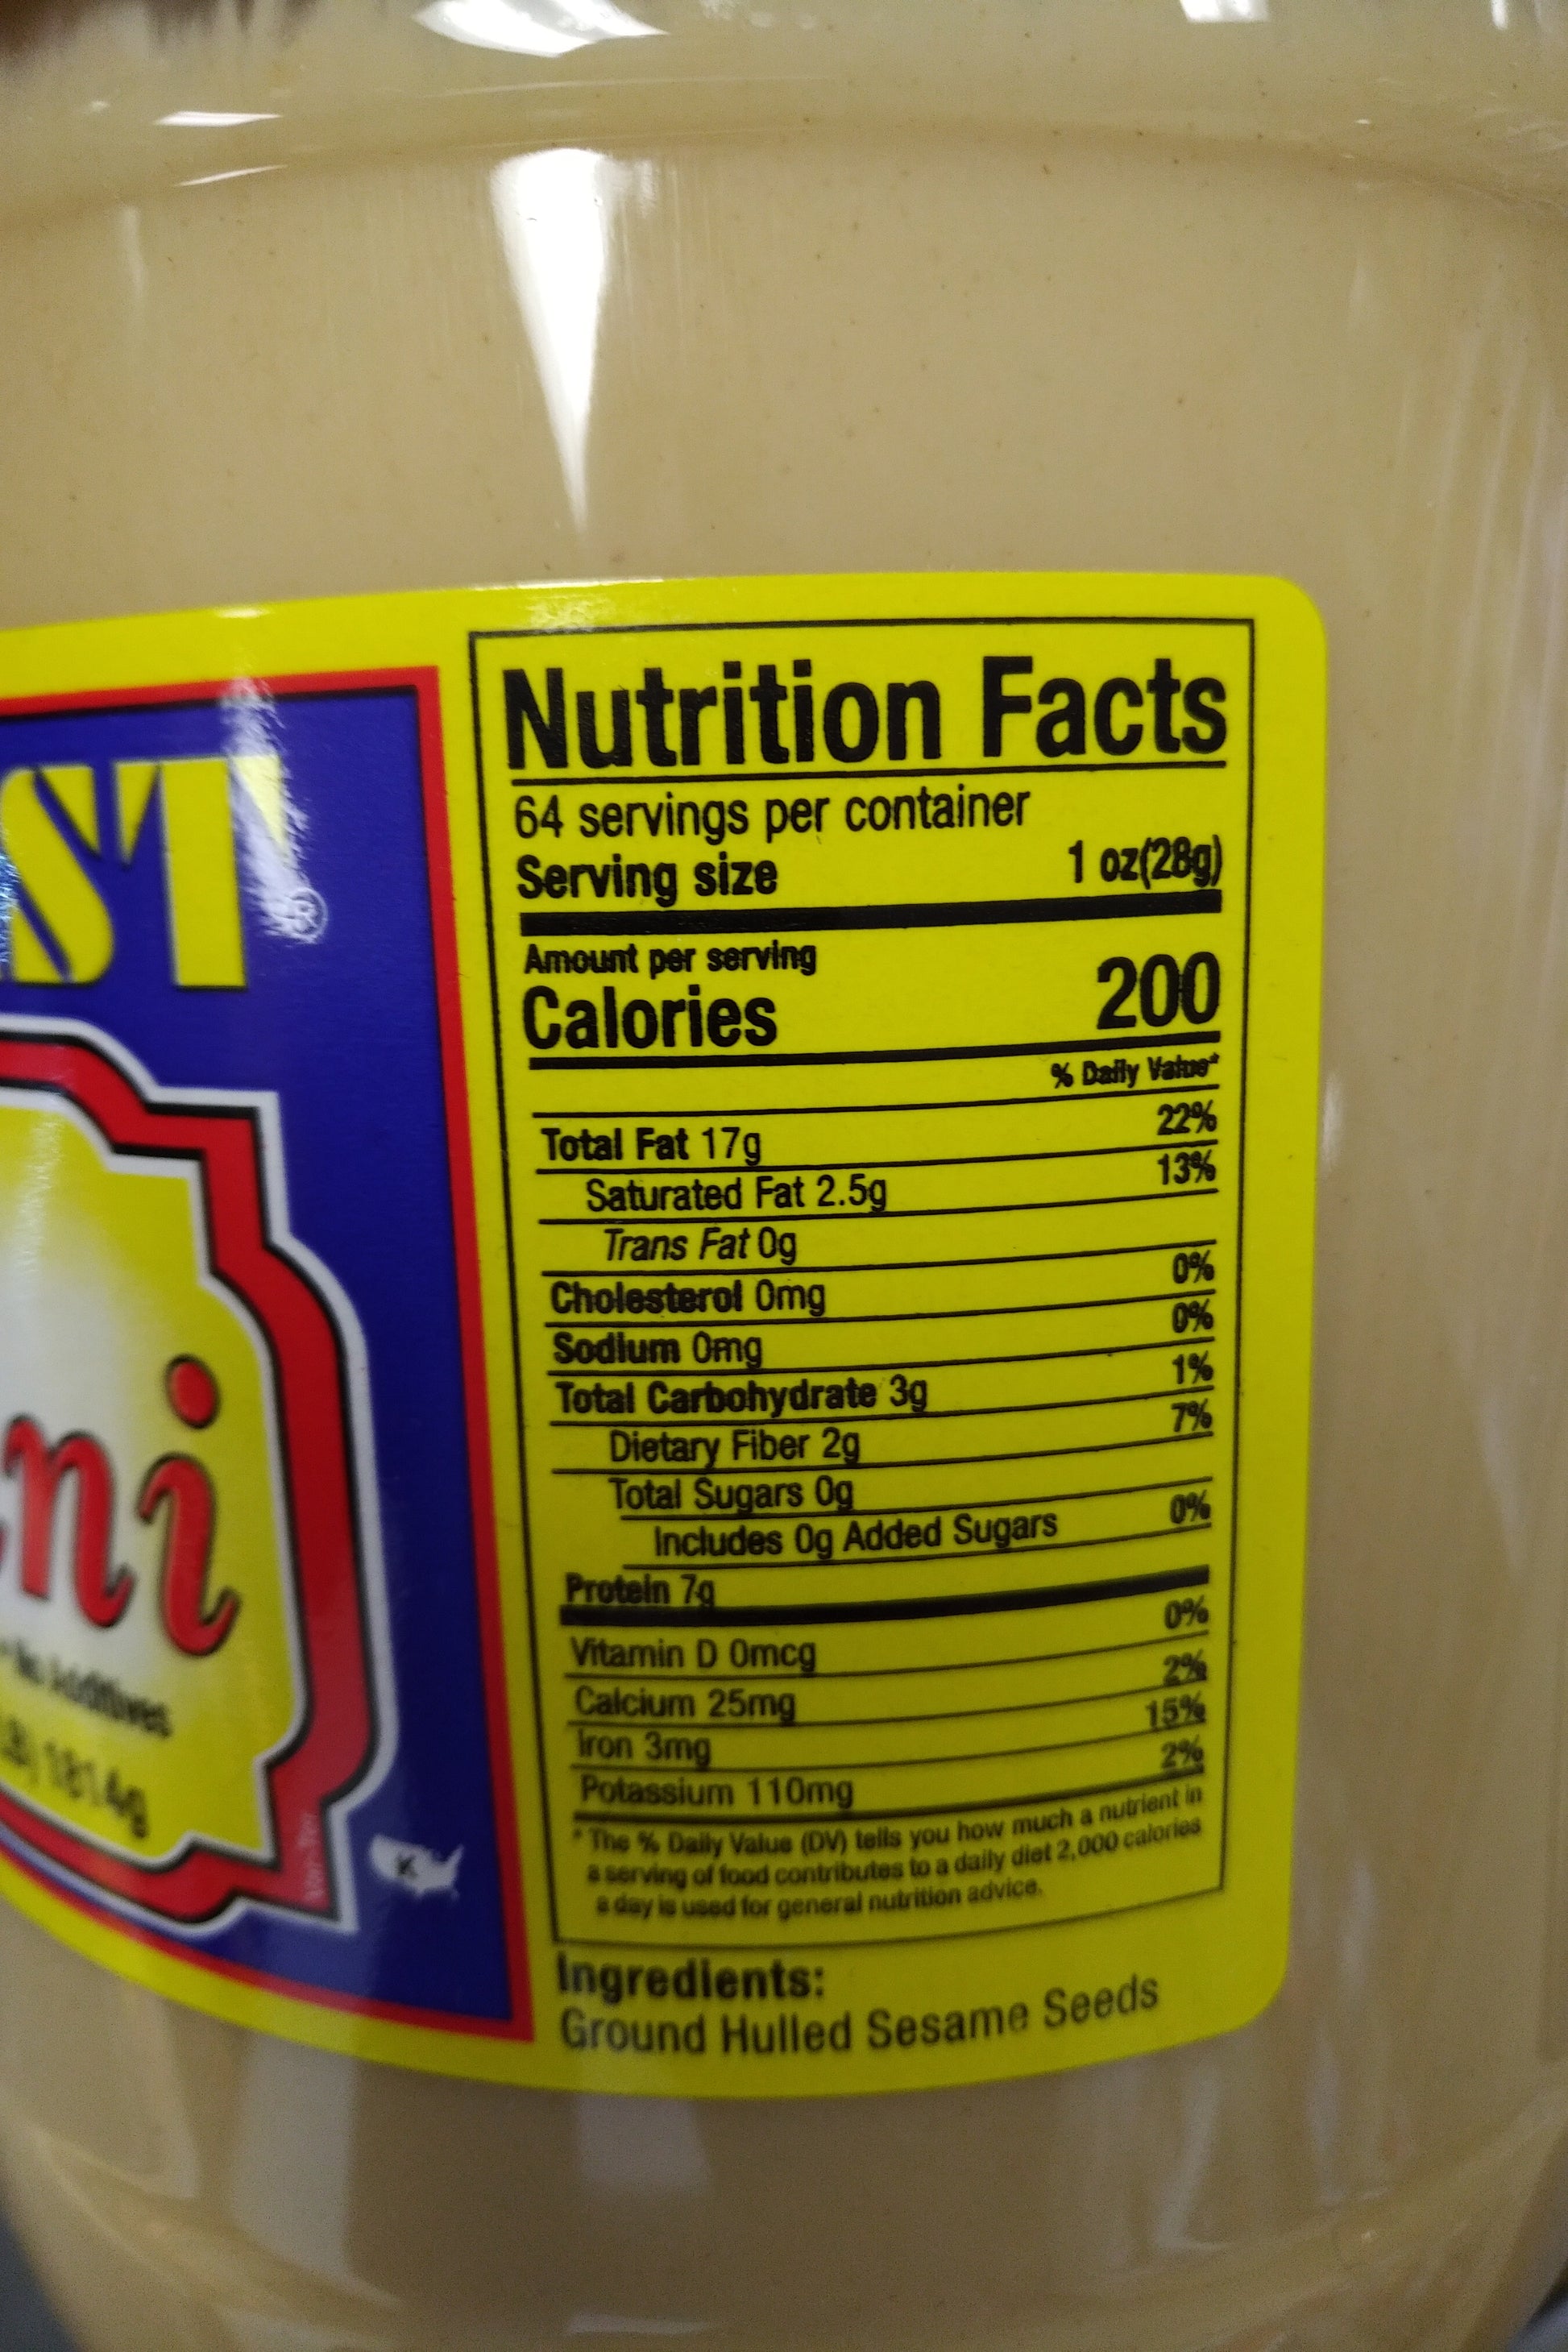 ST
®
ni
No Additives
LB) 1814g
K
Nutrition Facts
64 servings per container
Serving size 1 oz(28g)
Amount per serving
Calories 200
% Daily Value*
Total Fat 17g 22%
Saturated Fat 2.5g 13%
Trans Fat 0g
Cholesterol 0mg 0%
Sodium 0mg 0%
Total Carbohydrate 3g 1%
Dietary Fiber 2g 7%
Total Sugars 0g
Includes 0g Added Sugars 0%
Protein 7g
Vitamin D 0mcg 0%
Calcium 25mg 2%
Iron 3mg 15%
Potassium 110mg 2%
* The % Daily Value (DV) tells you how much a nutrient in
a serving of food contributes to a daily diet 2,000 calories
a day is used for general nutrition advice.
Ingredients:
Ground Hulled Sesame Seeds